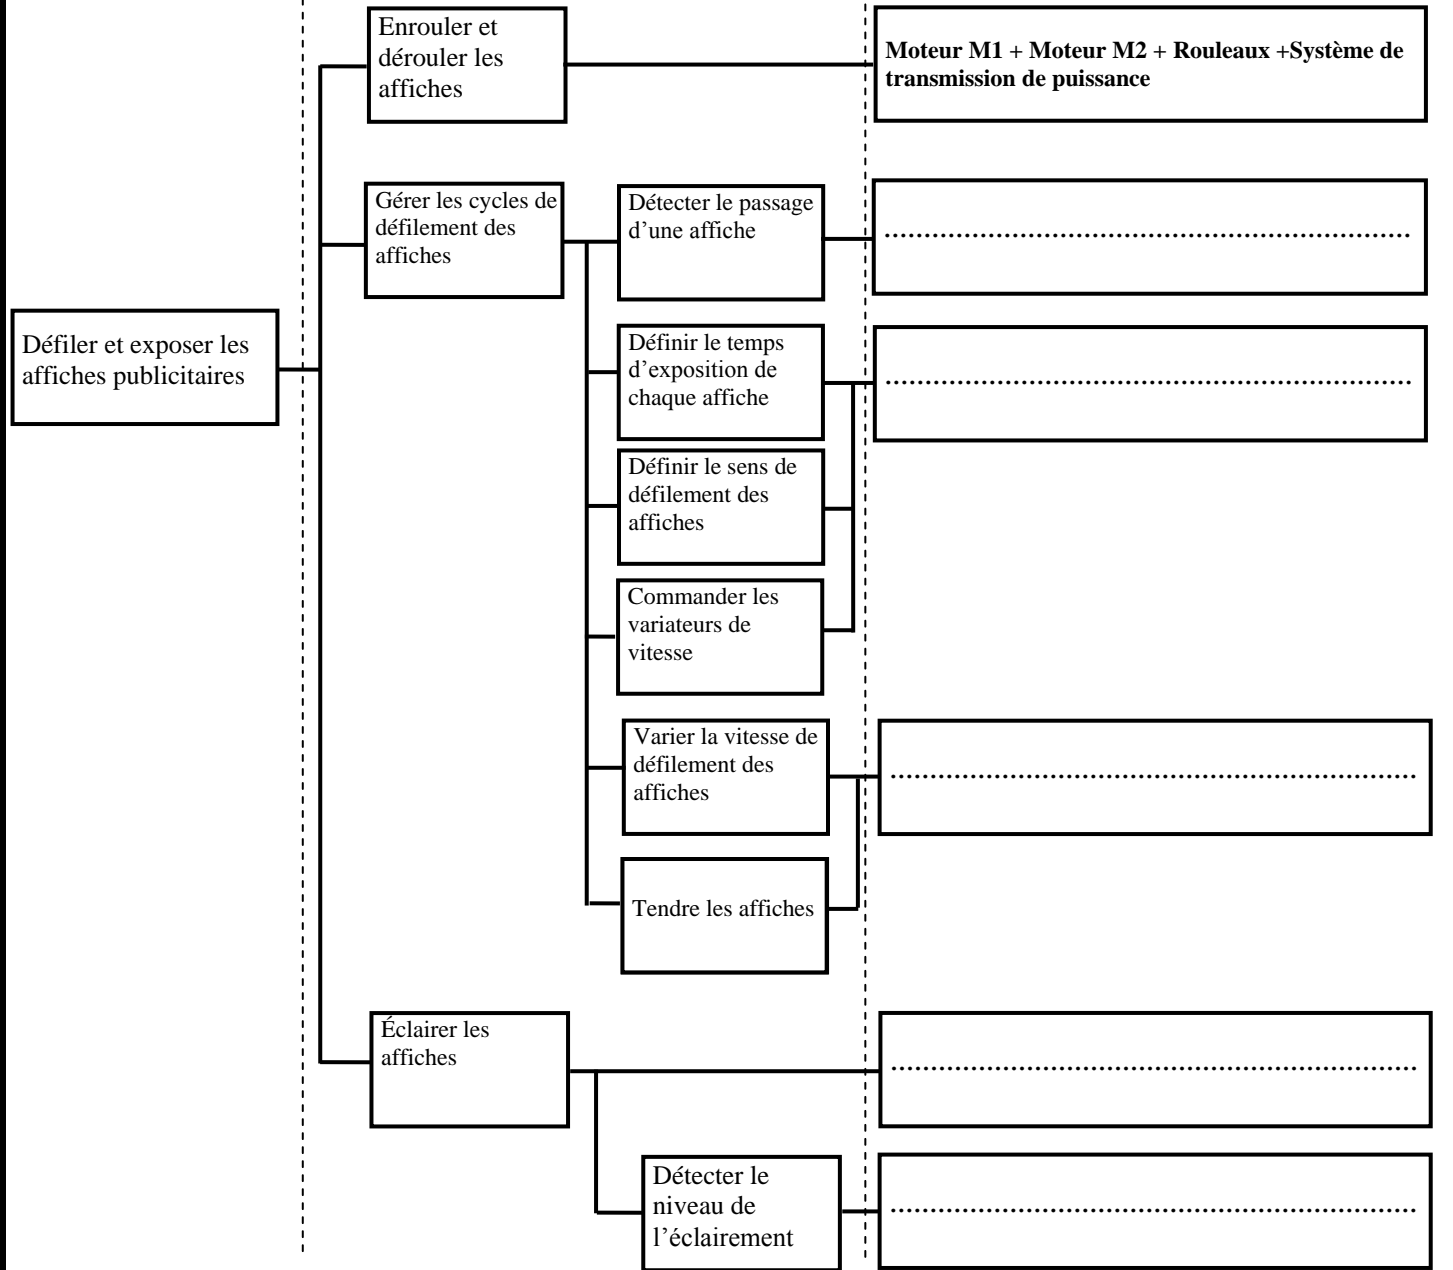 Enrouler et
dérouler les
affiches
Moteur M1 + Moteur M2 + Rouleaux +Système de
transmission de puissance
Gérer les cycles de
défilement des
affiches
Détecter le passage
d’une affiche
................................................................................
Défiler et exposer les
affiches publicitaires
Définir le temps
d’exposition de
chaque affiche
................................................................................
Définir le sens de
défilement des
affiches
Commander les
variateurs de
vitesse
Varier la vitesse de
défilement des
affiches
................................................................................
Tendre les affiches
Éclairer les
affiches
................................................................................
Détecter le
niveau de
l’éclairement
................................................................................